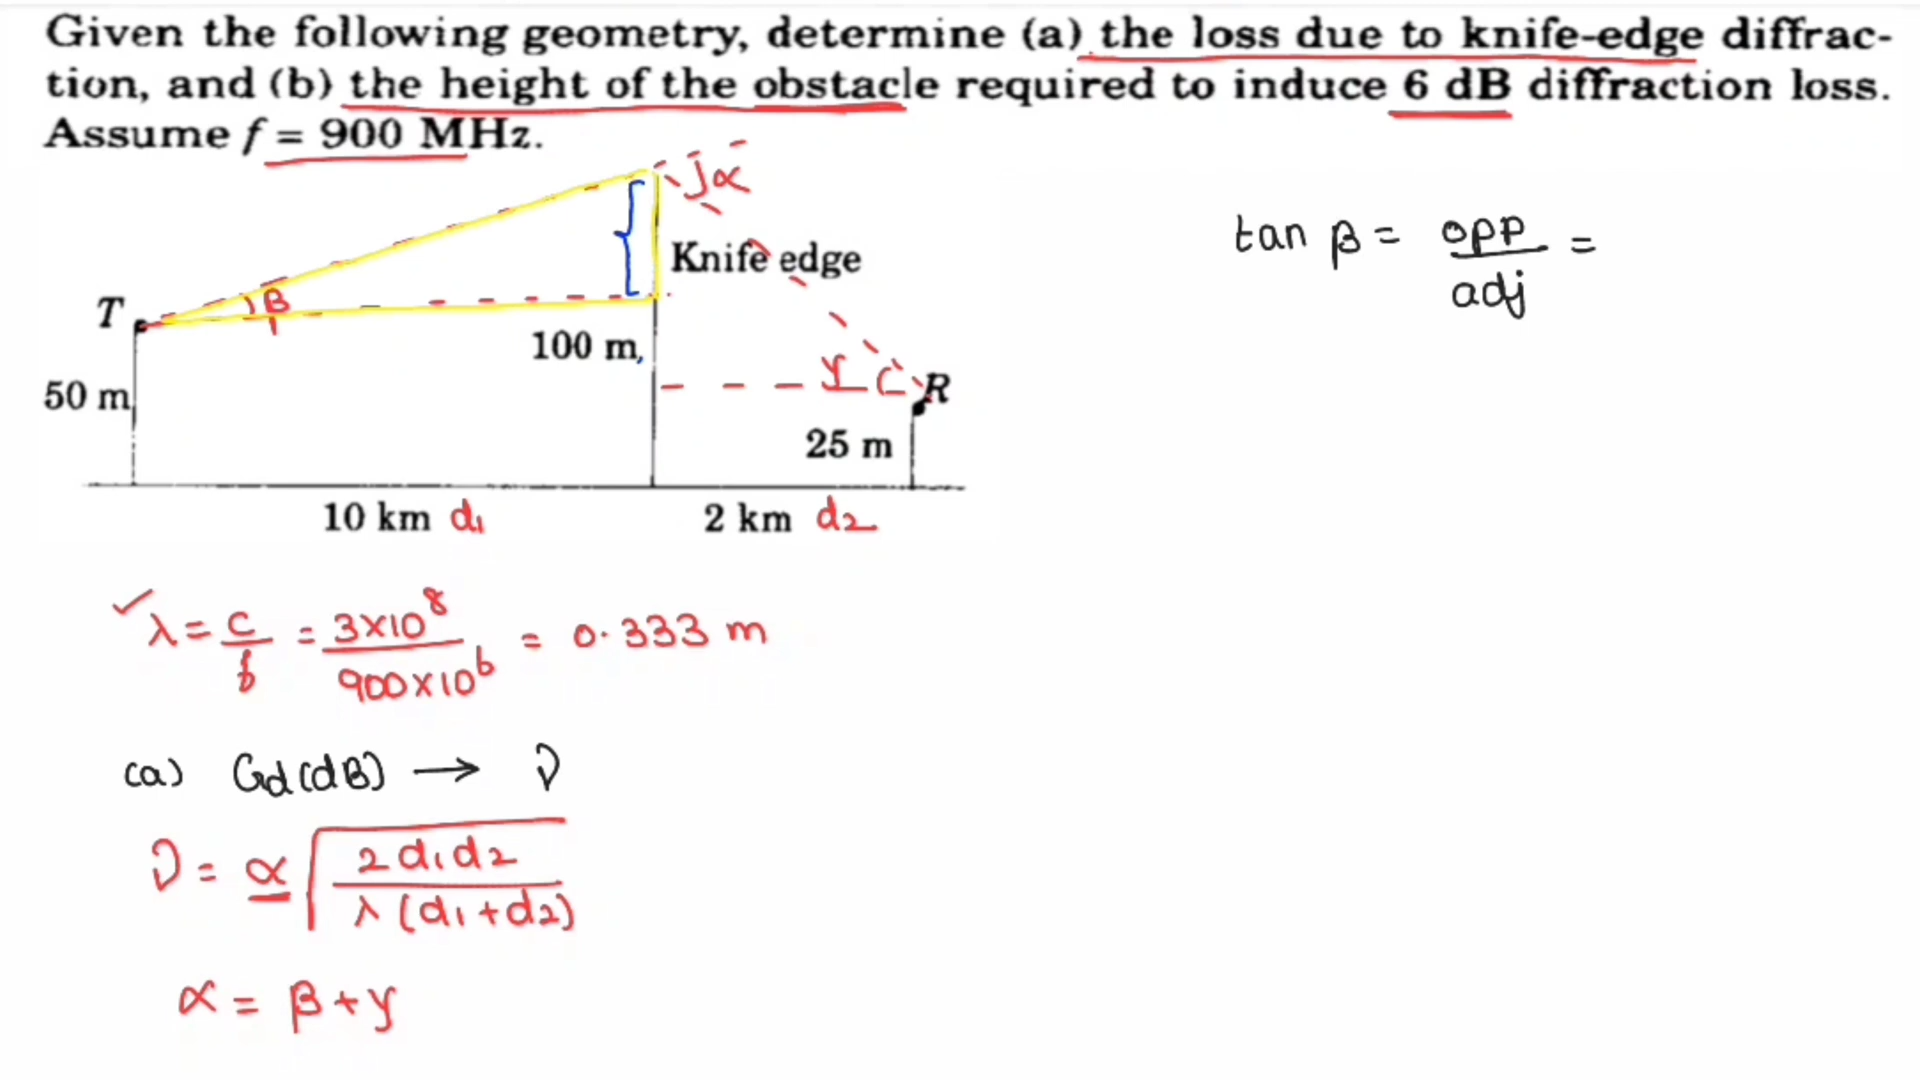 Given the following geometry, determine (a) the loss due to knife-edge diffrac-
tion, and (b) the height of the obstacle required to induce 6 dB diffraction loss.
Assume f = 900 MHz.
α
Knife edge
β
T
100 m,
γ
R
50 m
25 m
10 km d₁
2 km d₂
tan β = opp/adj =
✓λ = c/f = 3×10⁸/900×10⁶ = 0.333 m
(a) Gd(dB) → ν
ν = α √(2d₁d₂/λ(d₁+d₂))
α = β + γ